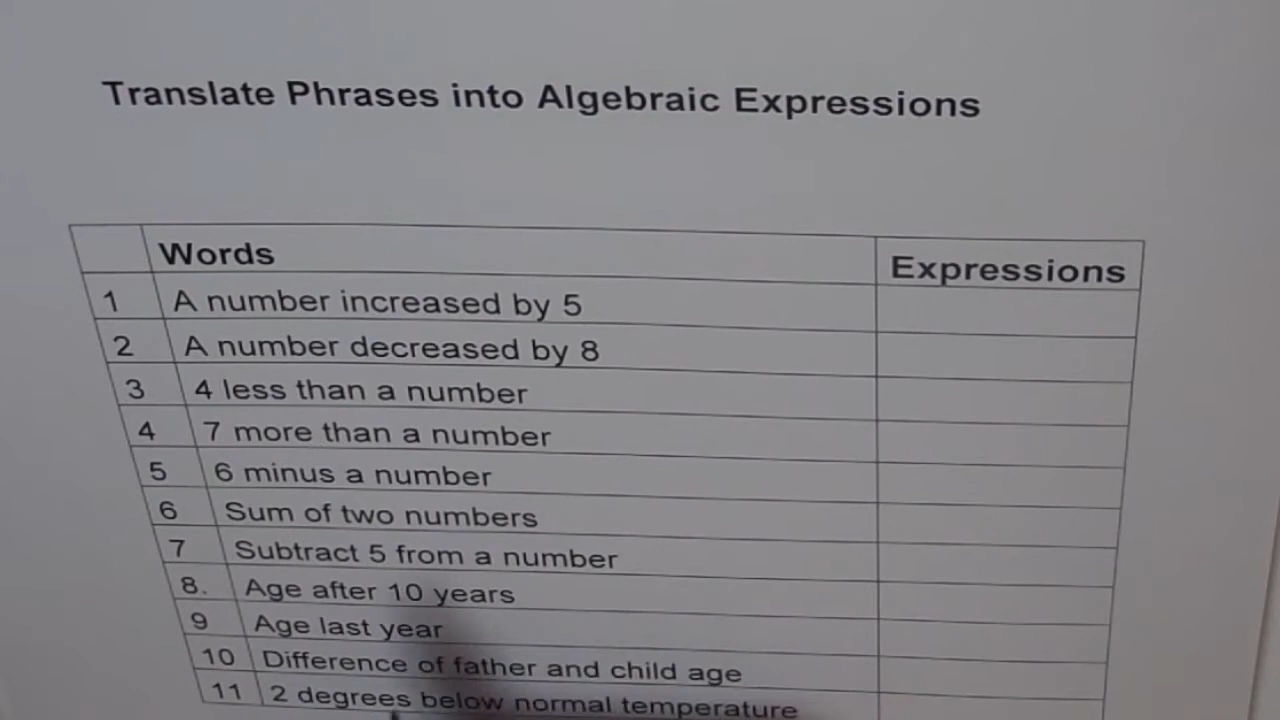 Translate Phrases into Algebraic Expressions
Words Expressions
1 A number increased by 5
2 A number decreased by 8
3 4 less than a number
4 7 more than a number
5 6 minus a number
6 Sum of two numbers
7 Subtract 5 from a number
8. Age after 10 years
9 Age last year
10 Difference of father and child age
11 2 degrees below normal temperature